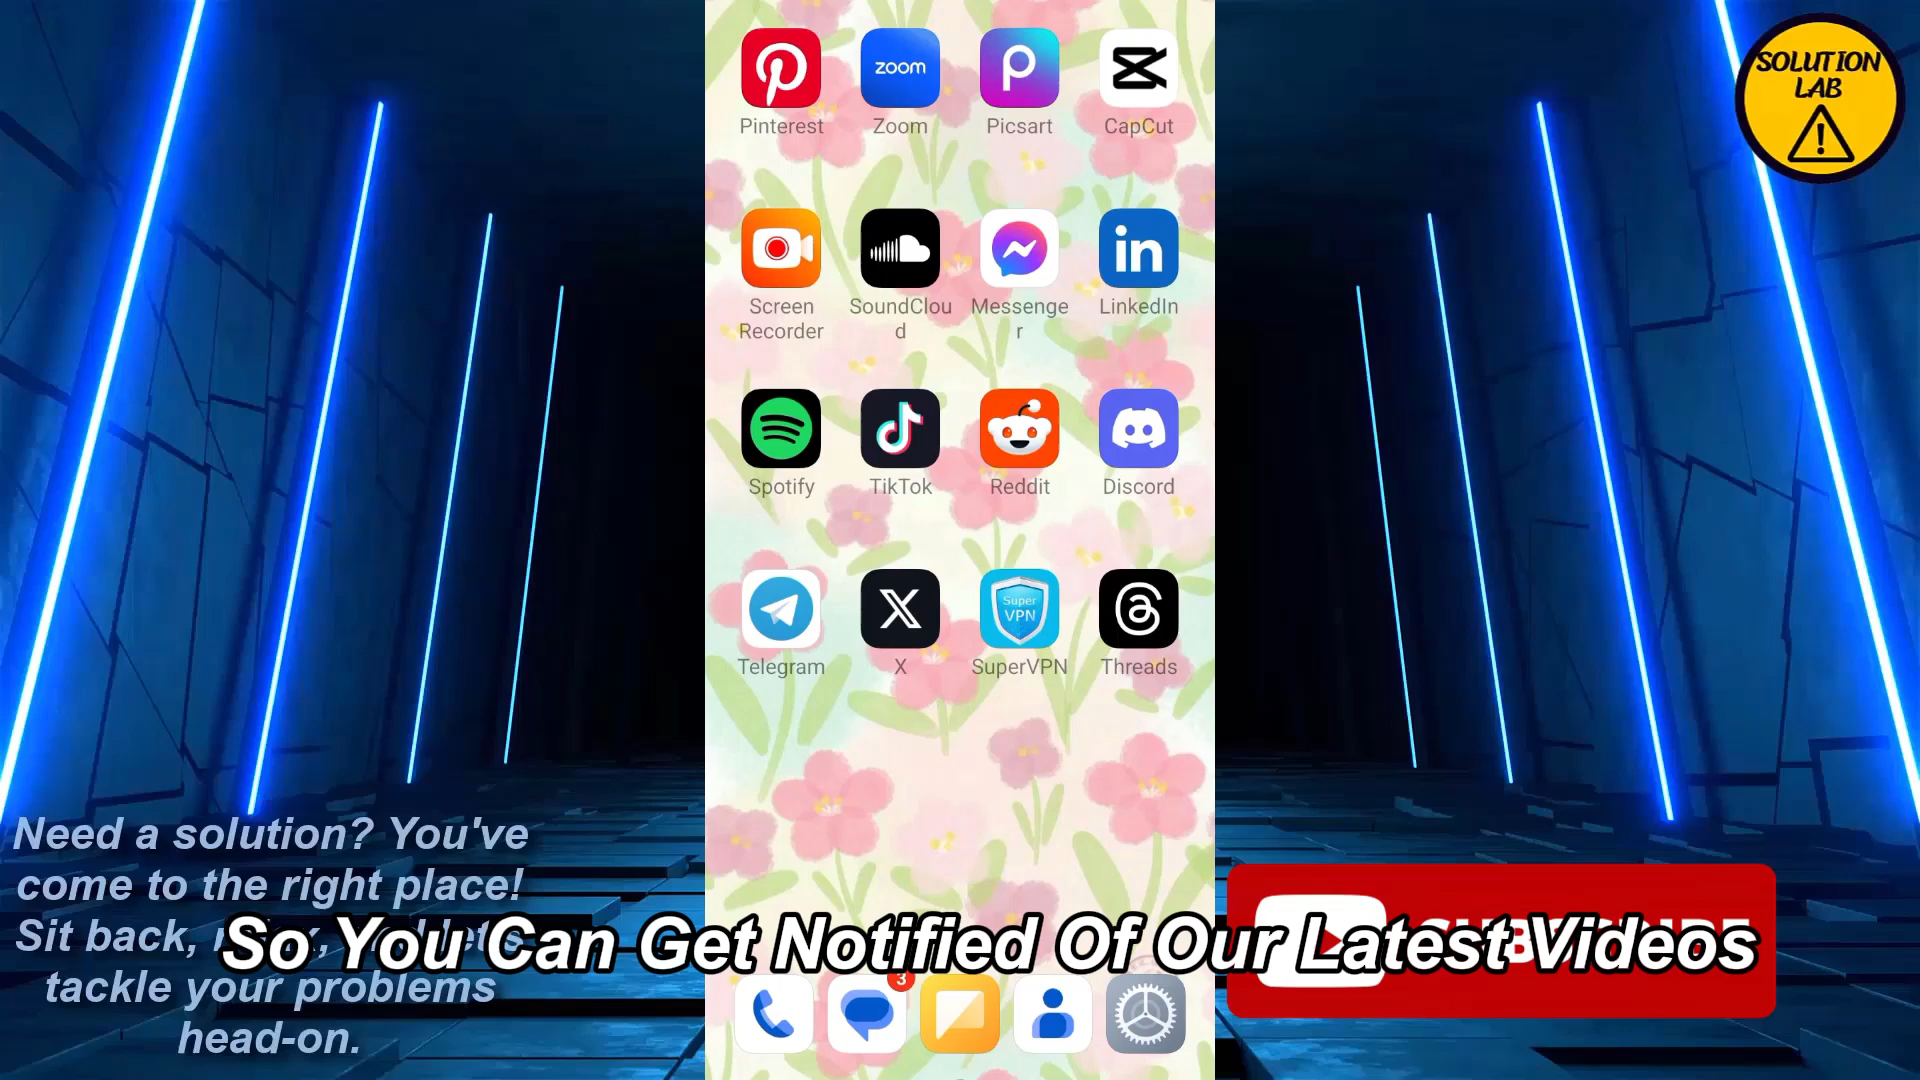 SOLUTION
LAB
zoom
Pinterest
Zoom
Picsart
CapCut
in
Screen
Recorder
SoundClou
d
Messenge
r
LinkedIn
Spotify
TikTok
Reddit
Discord
Super
VPN
Telegram
X
SuperVPN
Threads
Need a solution? You've
come to the right place!
Sit back,
tackle your problems
head-on.
So You Can Get Notified Of Our Latest Videos
3